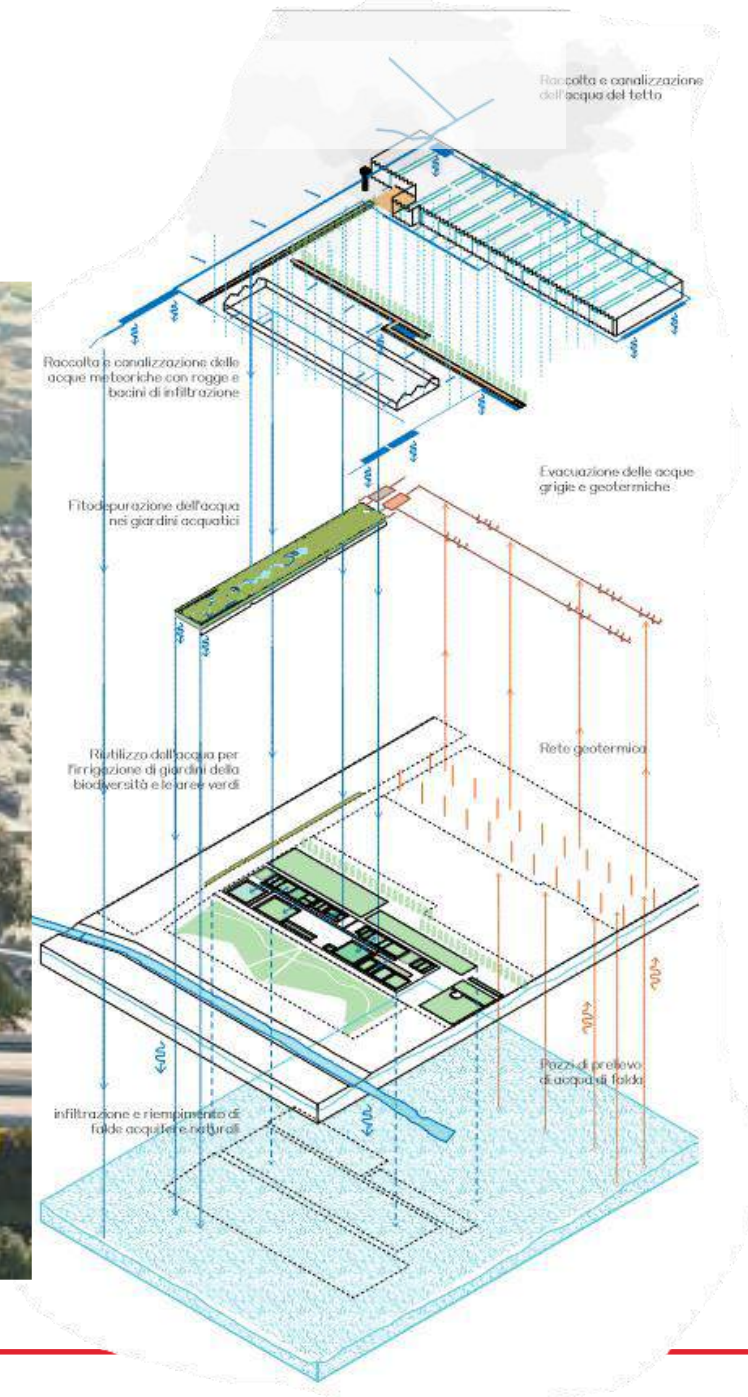 Raccolta e canalizzazione
dell'acqua del tetto
Raccolta e canalizzazione delle
acque meteoriche con rogge e
bacini di infiltrazione
Evacuazione delle acque
grigie e geotermiche
Fitodepurazione dell'acqua
nei giardini acquatici
Rete geotermica
Riutilizzo dell'acqua per
l'irrigazione di giardini della
biodiversità e le aree verdi
Pozzi di prelievo
di acqua di falda
infiltrazione e riempimento di
falde acquifere naturali